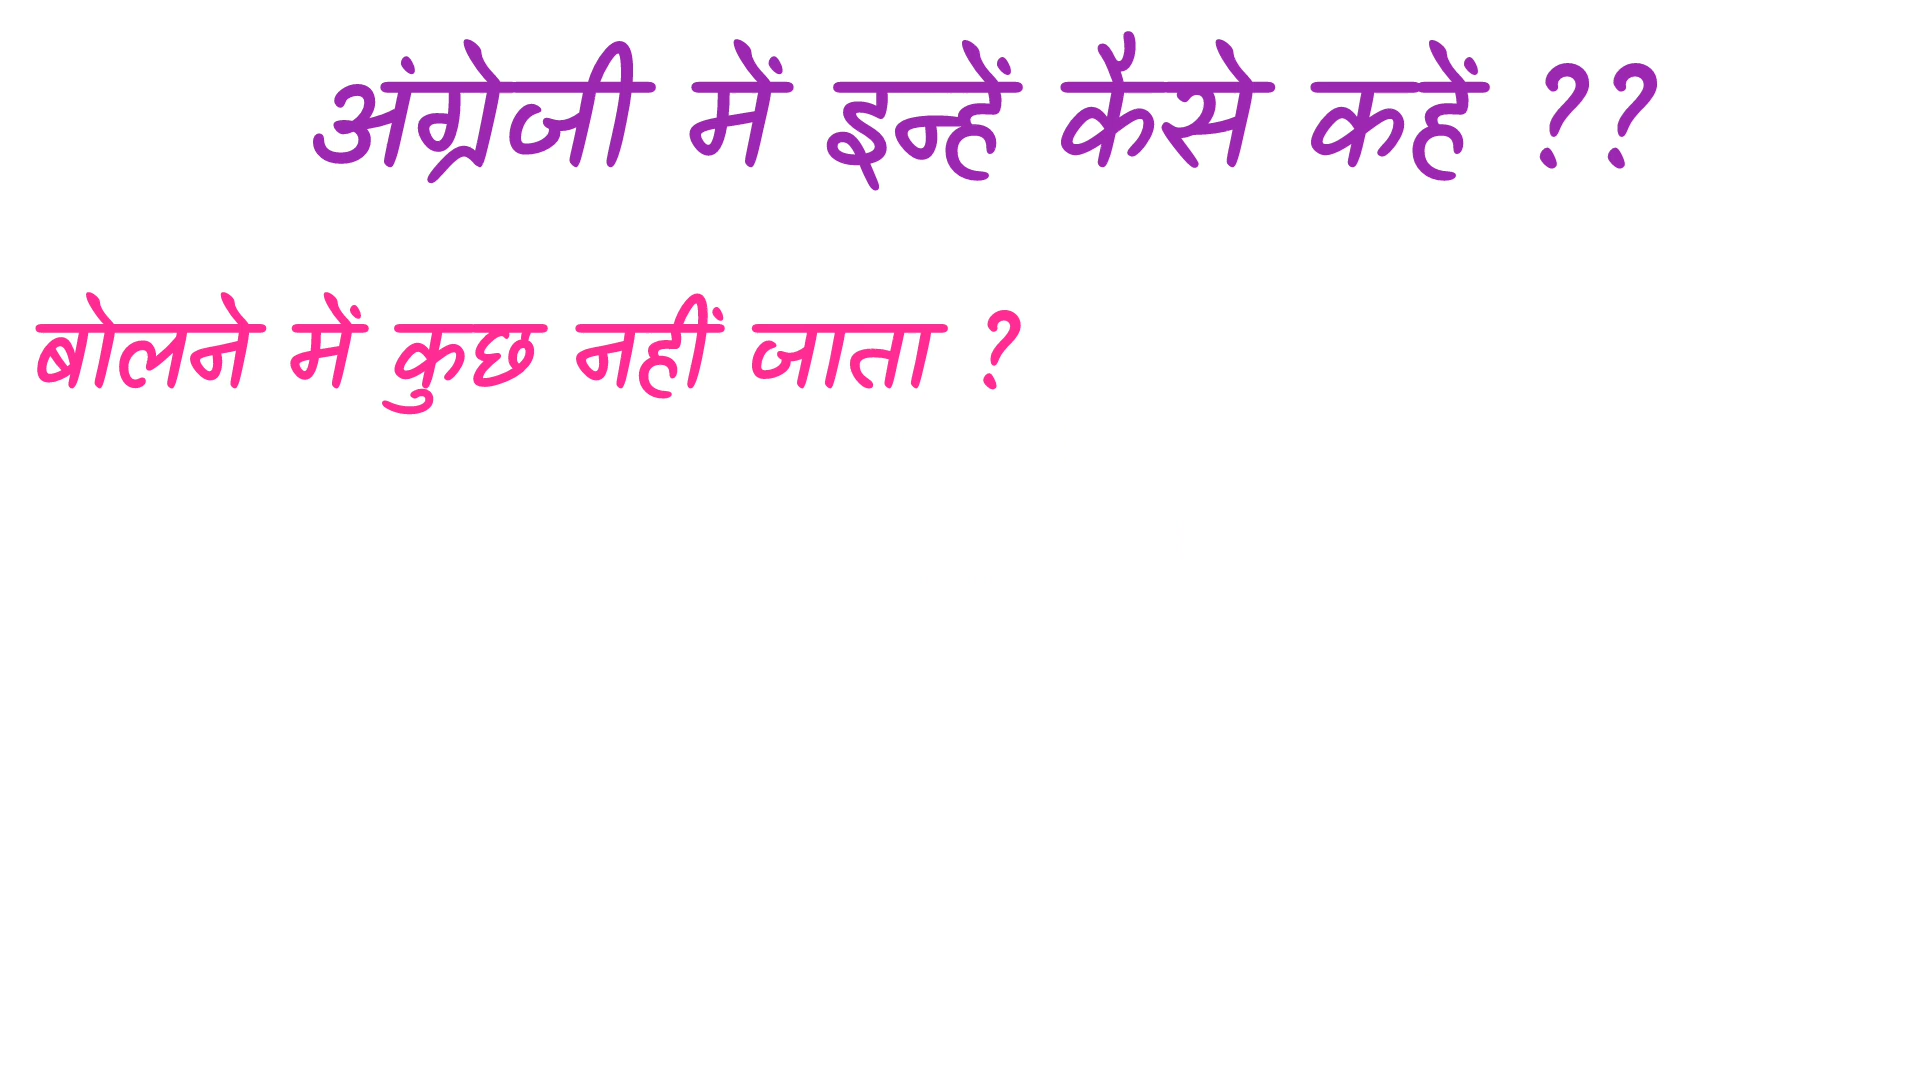 अंग्रेजी में इन्हें कैसे कहें ??
बोलने में कुछ नहीं जाता ?